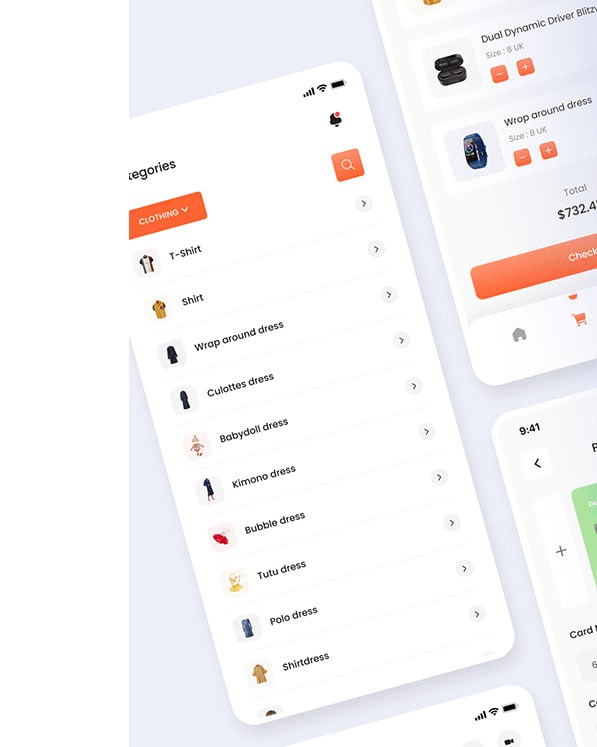 tegories
CLOTHING
T-Shirt
Shirt
Wrap around dress
Culottes dress
Babydoll dress
Kimono dress
Bubble dress
Tutu dress
Polo dress
Shirtdress
Dual Dynamic Driver
Size : 8 UK
Wrop around dress
Size : 8 UK
Total
$732.4
Check
9:41
Card
6